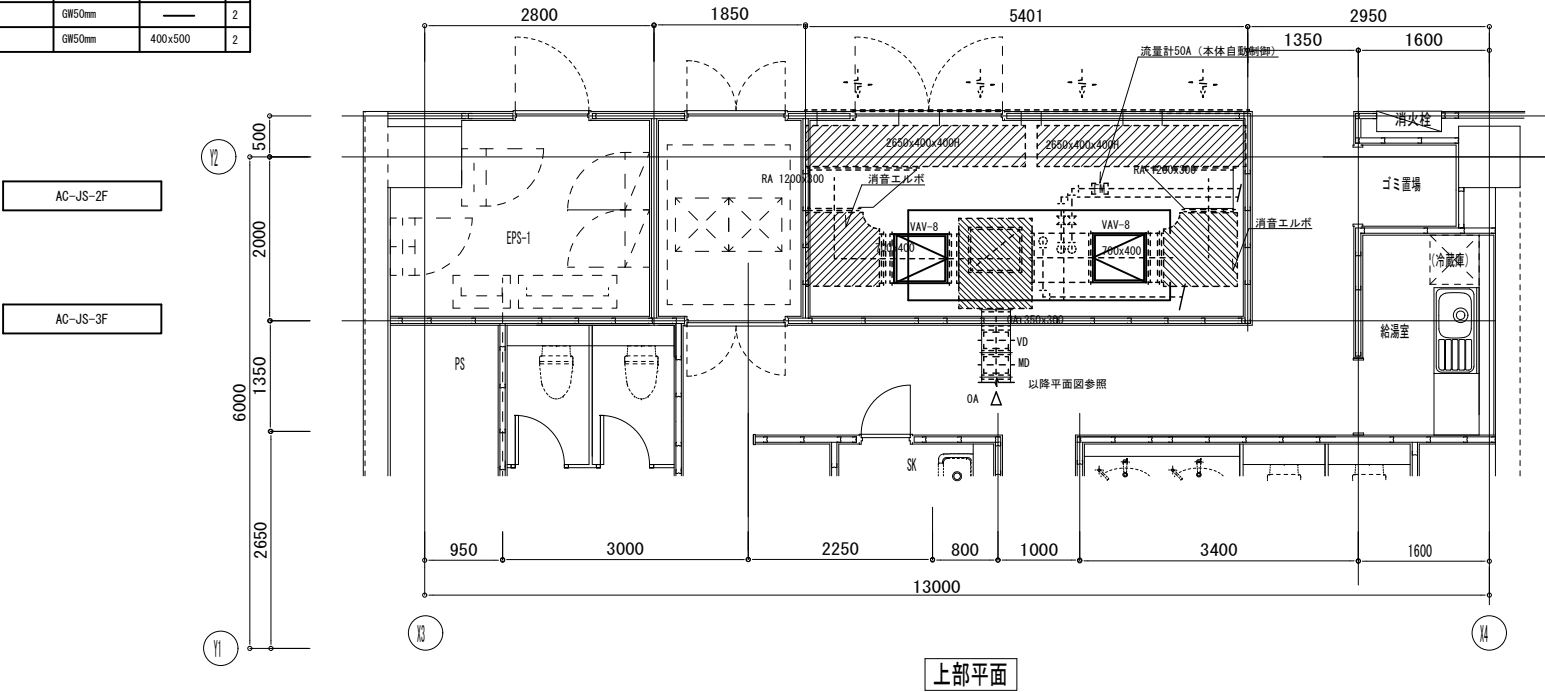 GW50mm 2
GW50mm 400x500 2
2800 1850 5401 2950
1350 1600
流量計50A (本体自動制御)
消火栓
500
Y2
2650x400x400H 2650x400x400H
AC-JS-2F
RA 1200x300 消音エルボ RA 1200x300
ゴミ置場
2000
EPS-1
VAV-8 VAV-8 消音エルボ
700x400
(冷蔵庫)
AC-JS-3F
給湯室
PS
VD
MD
以降平面図参照
OA
1350
6000
SK
2650
950 3000 2250 800 1000 3400 1600
13000
X3 X4
Y1
上部平面